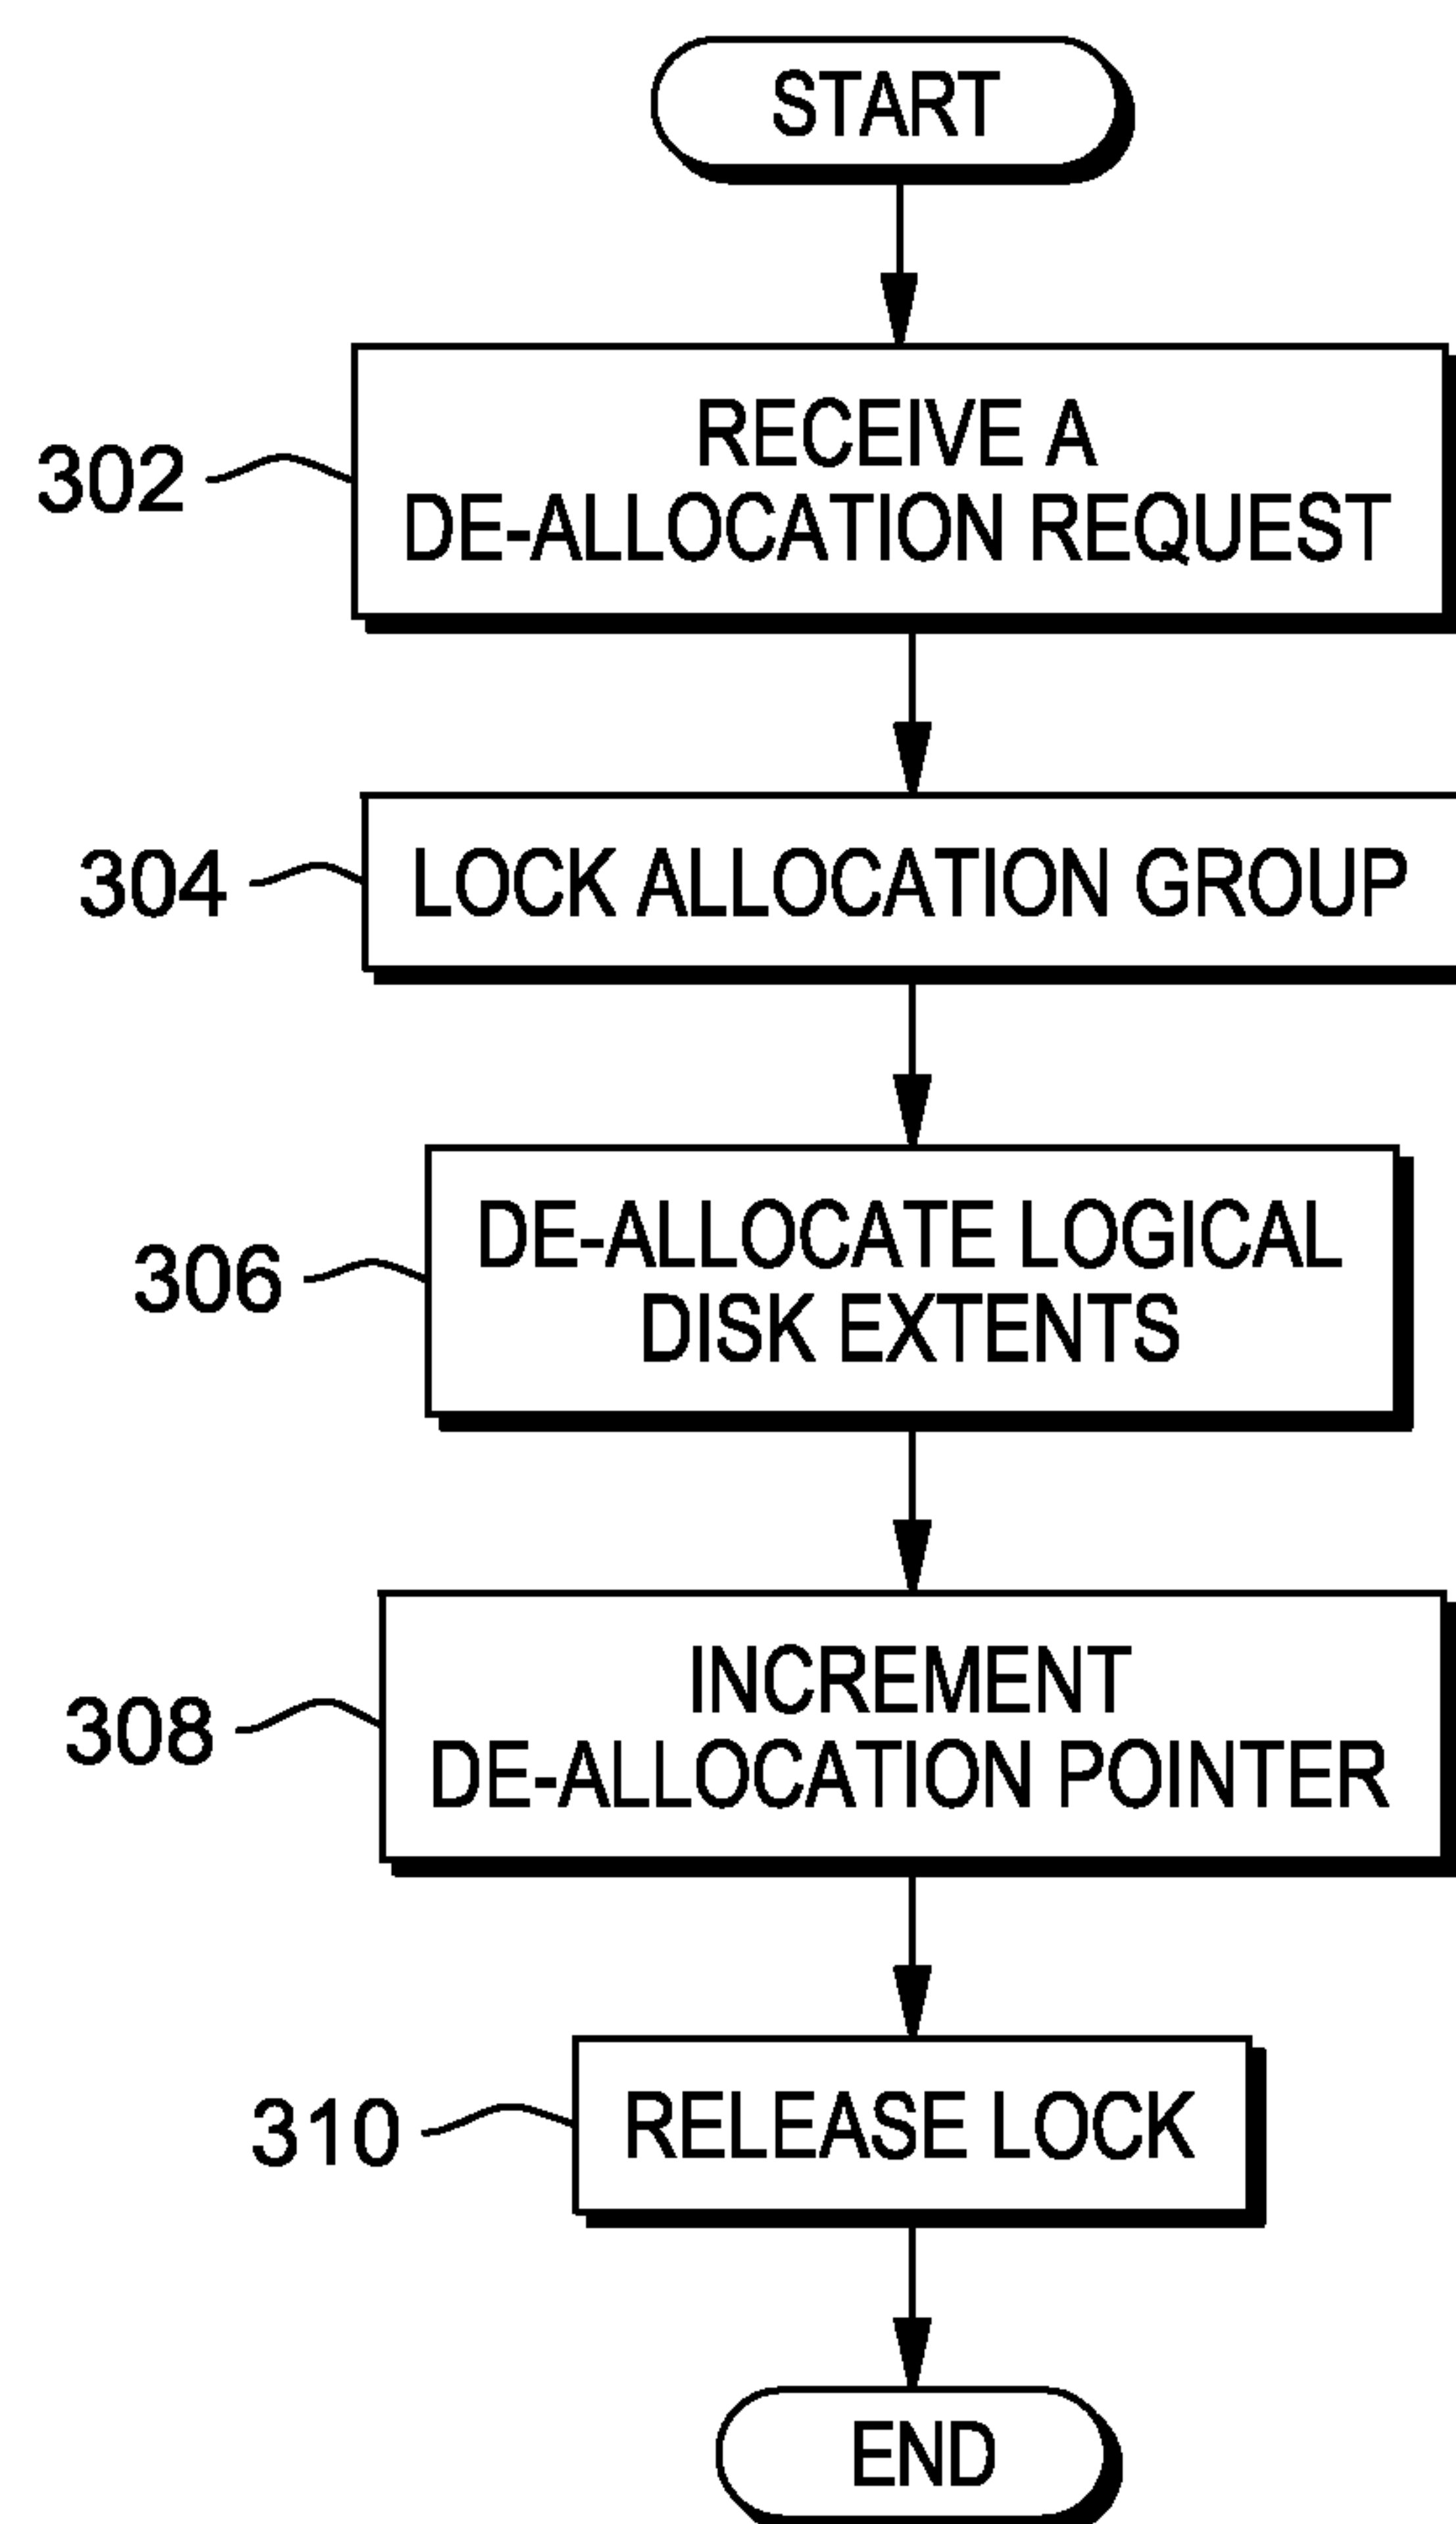 START
302
RECEIVE A
DE-ALLOCATION REQUEST
304
LOCK ALLOCATION GROUP
306
DE-ALLOCATE LOGICAL
DISK EXTENTS
308
INCREMENT
DE-ALLOCATION POINTER
310
RELEASE LOCK
END